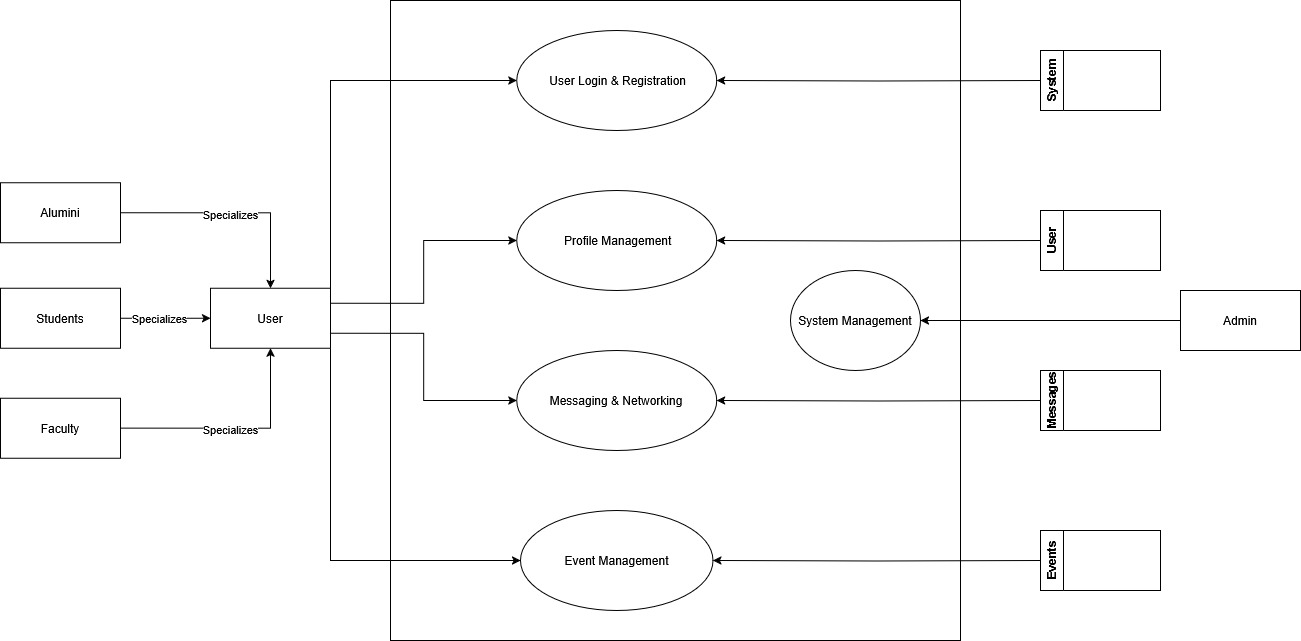 User Login & Registration
System
Alumini
Specializes
Profile Management
User
Students
Specializes
User
System Management
Admin
Faculty
Specializes
Messaging & Networking
Messages
Event Management
Events